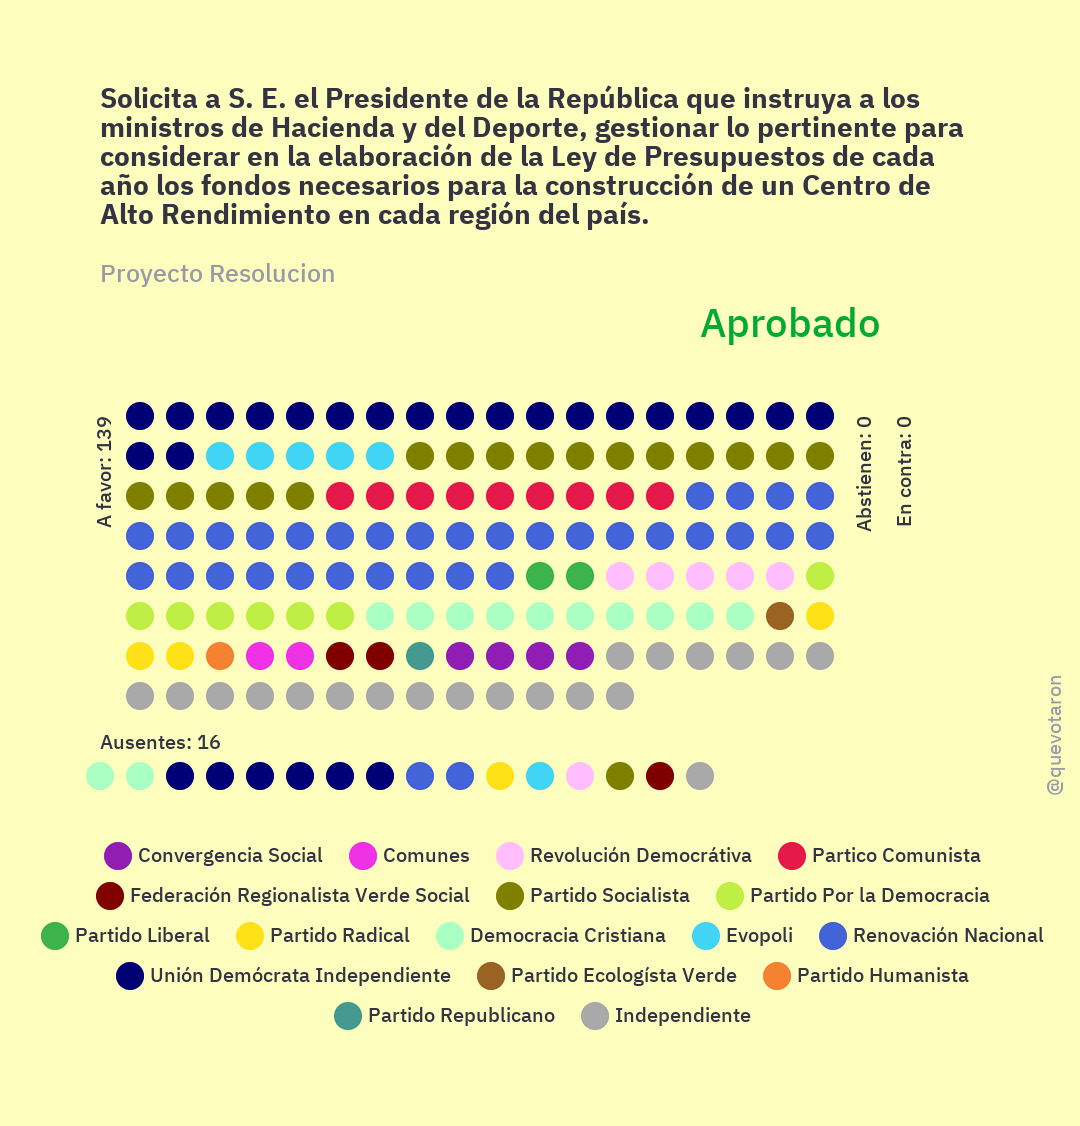 Solicita a S. E. el Presidente de la República que instruya a los
ministros de Hacienda y del Deporte, gestionar lo pertinente para
considerar en la elaboración de la Ley de Presupuestos de cada
año los fondos necesarios para la construcción de un Centro de
Alto Rendimiento en cada región del país.
Proyecto Resolucion
Aprobado
A favor: 139
Abstienen: 0
En contra: 0
Ausentes: 16
@quevotaron
Convergencia Social Comunes Revolución Democrátiva Partico Comunista
Federación Regionalista Verde Social Partido Socialista Partido Por la Democracia
Partido Liberal Partido Radical Democracia Cristiana Evopoli Renovación Nacional
Unión Demócrata Independiente Partido Ecologísta Verde Partido Humanista
Partido Republicano Independiente